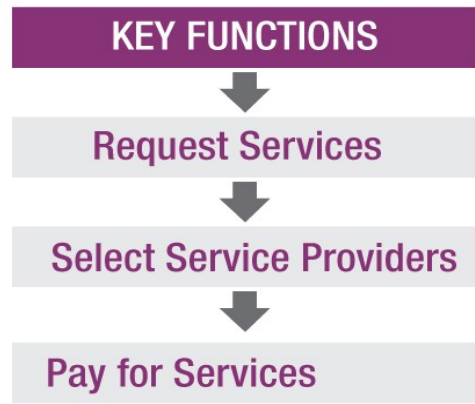 KEY FUNCTIONS
Request Services
Select Service Providers
Pay for Services